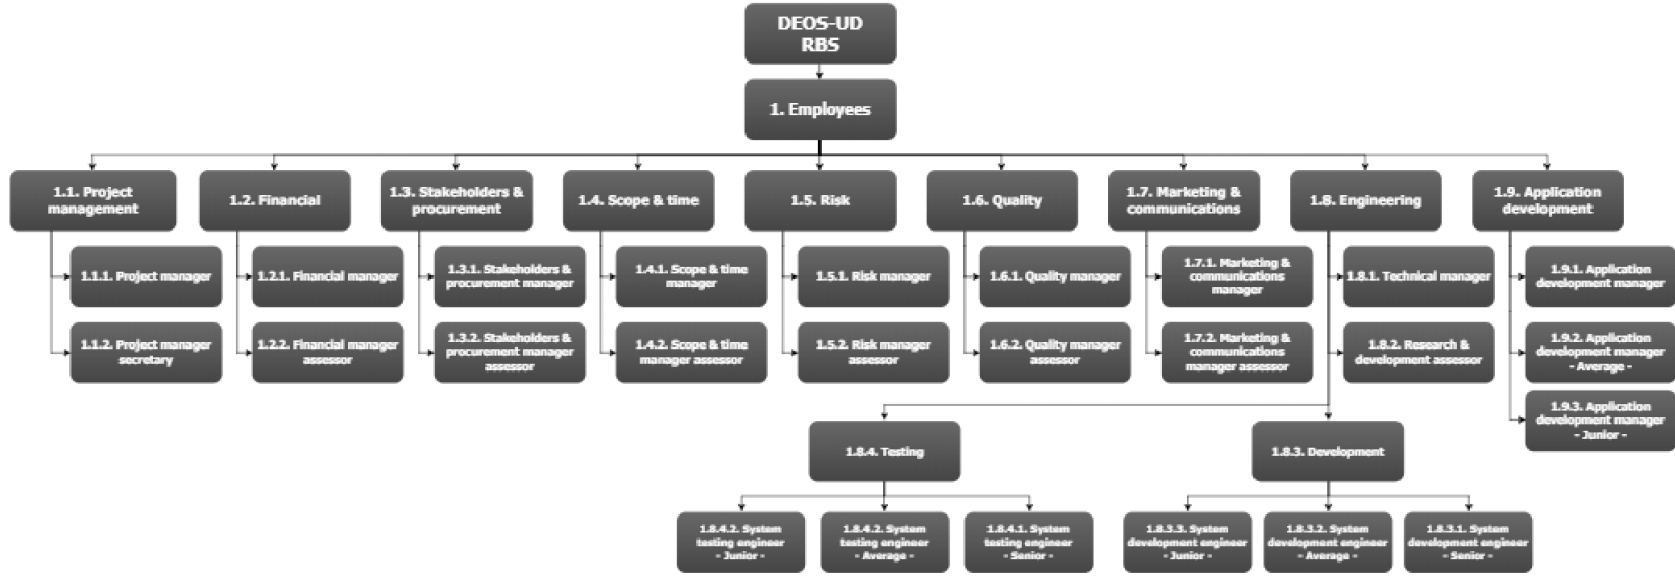 DEOS-UD
RBS
1. Employees
1.1. Project
management
1.2. Financial
1.3. Stakeholders &
procurement
1.4. Scope & time
1.5. Risk
1.6. Quality
1.7. Marketing &
communications
1.8. Engineering
1.9. Application
development
1.1.1. Project manager
1.2.1. Financial manager
1.3.1. Stakeholders &
procurement manager
1.4.1. Scope & time
manager
1.5.1. Risk manager
1.6.1. Quality manager
1.7.1. Marketing &
communications
manager
1.8.1. Technical manager
1.9.1. Application
development manager
1.1.2. Project manager
secretary
1.2.2. Financial manager
assessor
1.3.2. Stakeholders &
procurement manager
assessor
1.4.2. Scope & time
manager assessor
1.5.2. Risk manager
assessor
1.6.2. Quality manager
assessor
1.7.2. Marketing &
communications
manager assessor
1.8.2. Research &
development assessor
1.9.2. Application
development manager
- Average -
1.9.3. Application
development manager
- Junior -
1.8.4. Testing
1.8.3. Development
1.8.4.2. System
testing engineer
- Junior -
1.8.4.2. System
testing engineer
- Average -
1.8.4.1. System
testing engineer
- Senior -
1.8.3.3. System
development engineer
- Junior -
1.8.3.2. System
development engineer
- Average -
1.8.3.1. System
development engineer
- Senior -